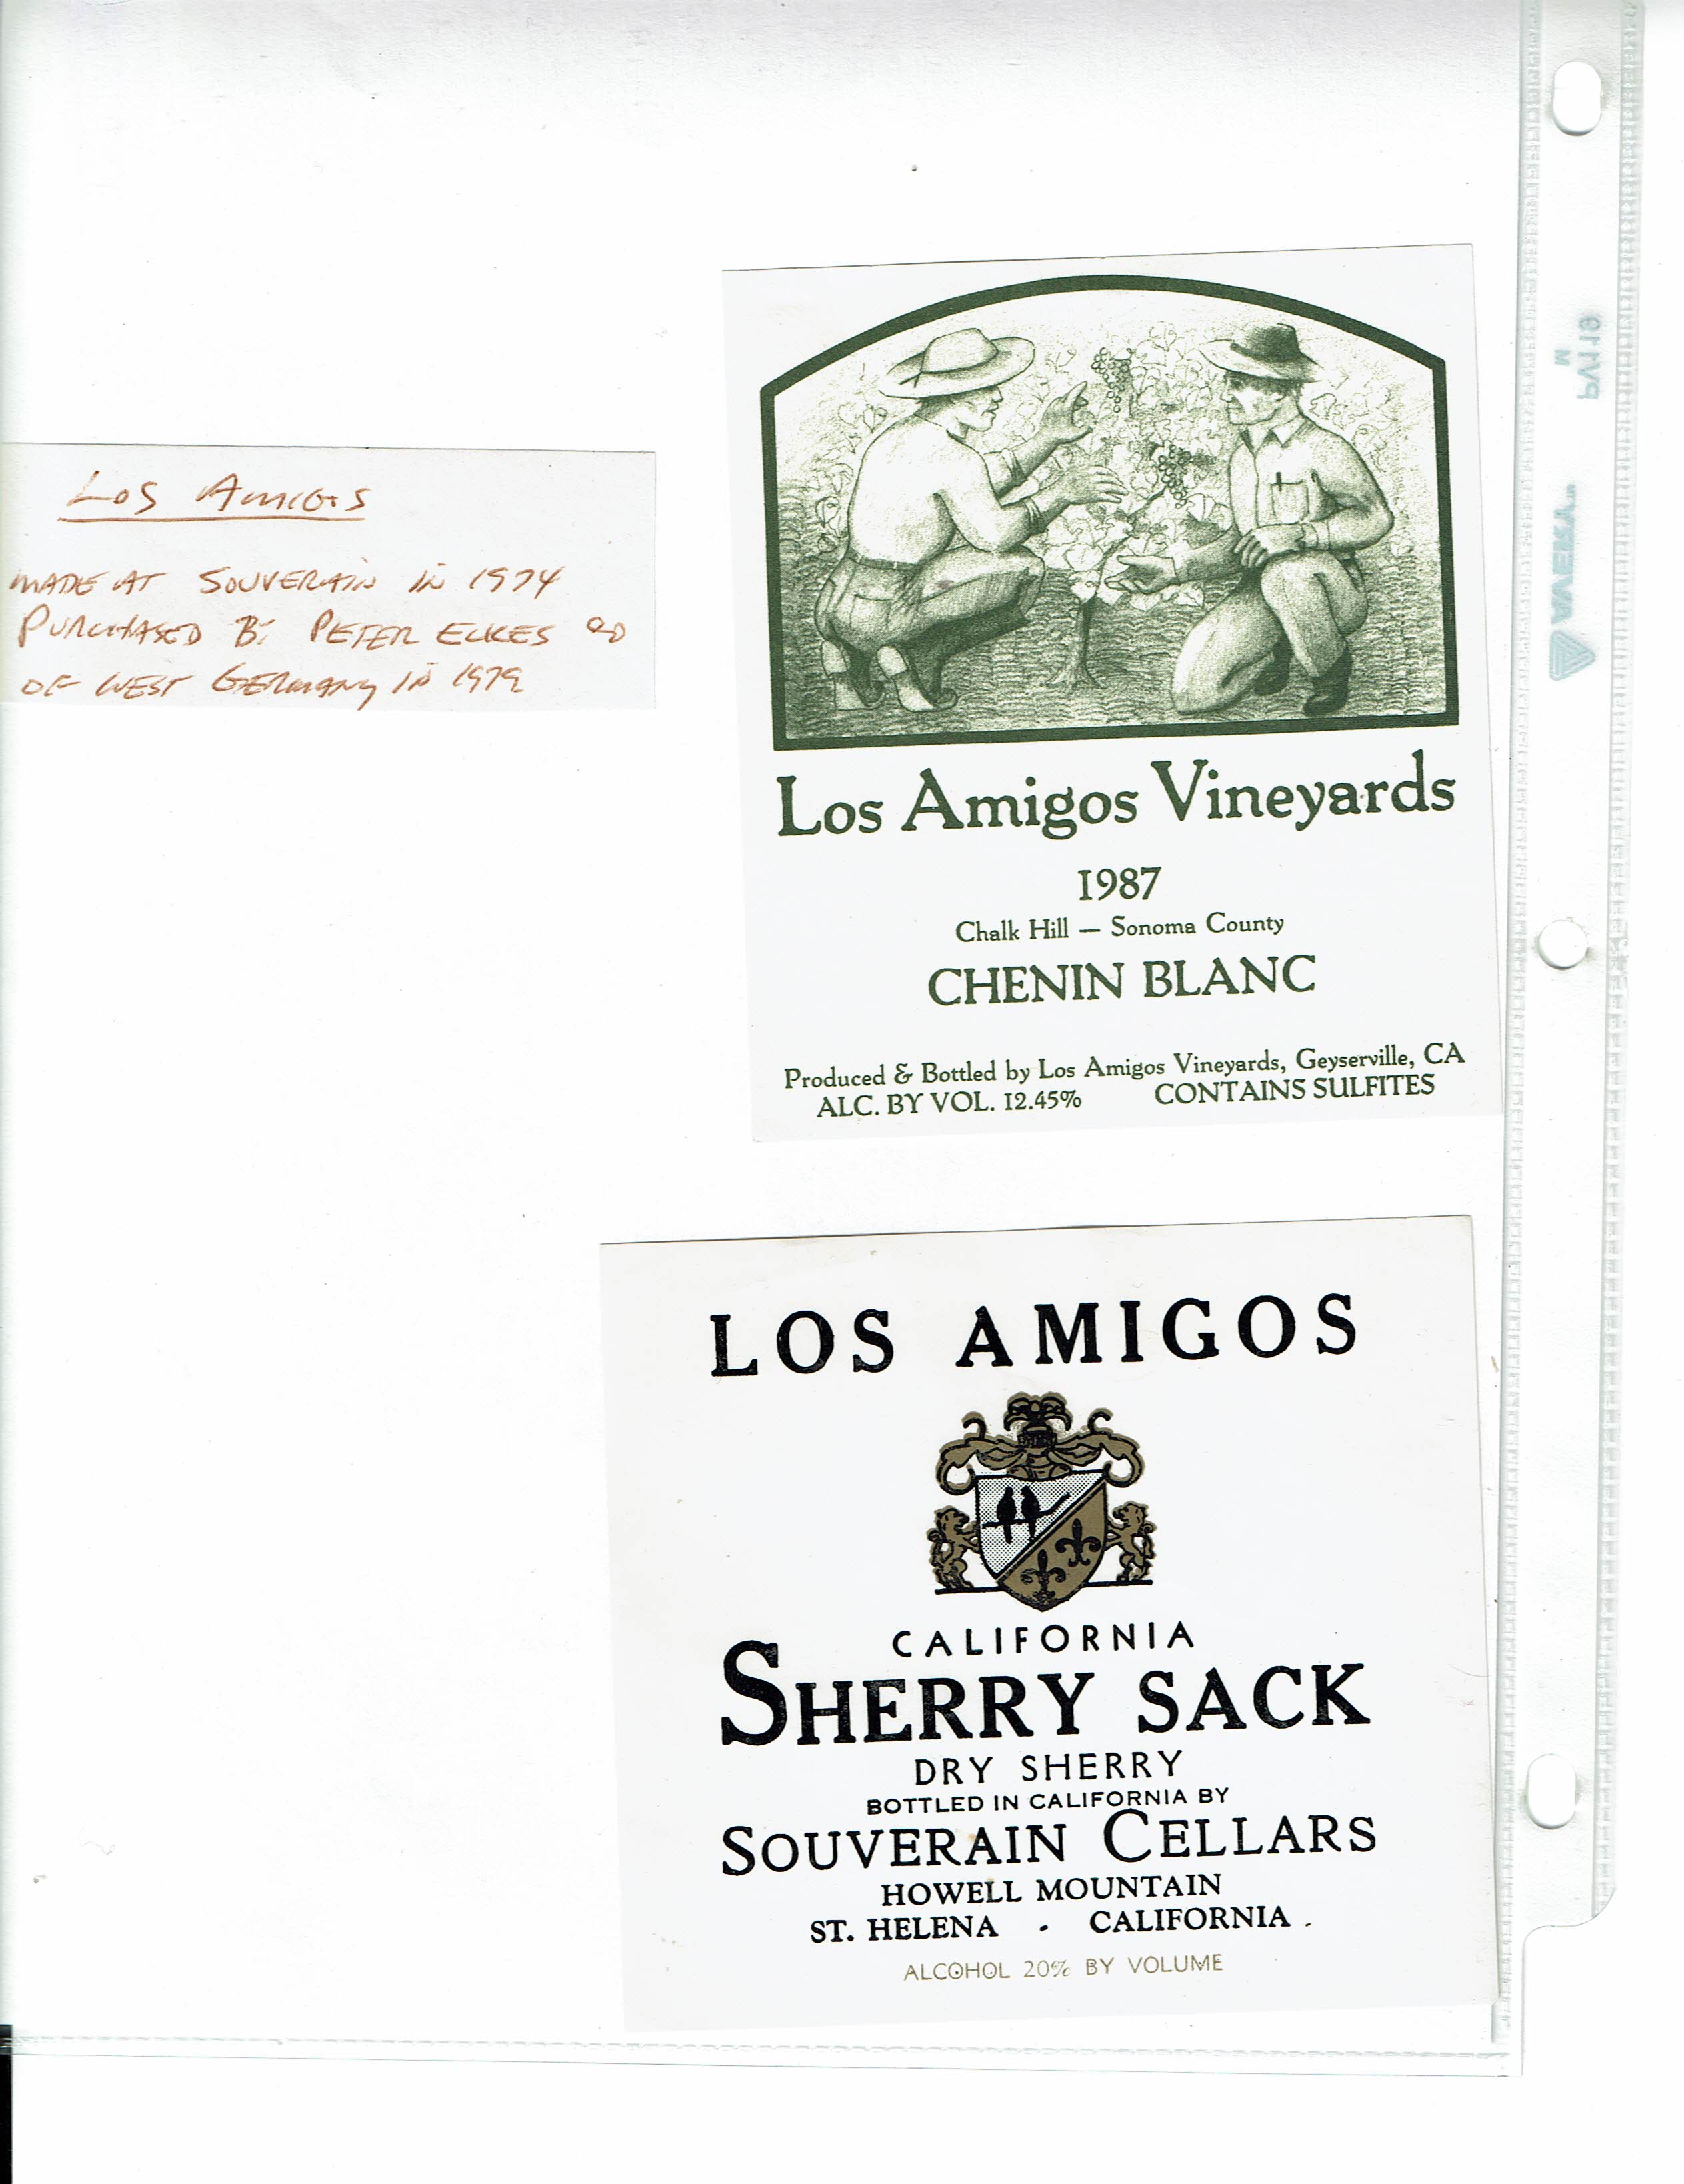 Los Amigos
MADE AT SOUVERAIN IN 1974
PURCHASED BY PETER ECKES CO
OF WEST GERMANY IN 1979
Los Amigos Vineyards
1987
Chalk Hill — Sonoma County
CHENIN BLANC
Produced & Bottled by Los Amigos Vineyards, Geyserville, CA
ALC. BY VOL. 12.45% CONTAINS SULFITES
LOS AMIGOS
CALIFORNIA
SHERRY SACK
DRY SHERRY
BOTTLED IN CALIFORNIA BY
SOUVERAIN CELLARS
HOWELL MOUNTAIN
ST. HELENA • CALIFORNIA
ALCOHOL 20% BY VOLUME
AVERY™
M
PV119